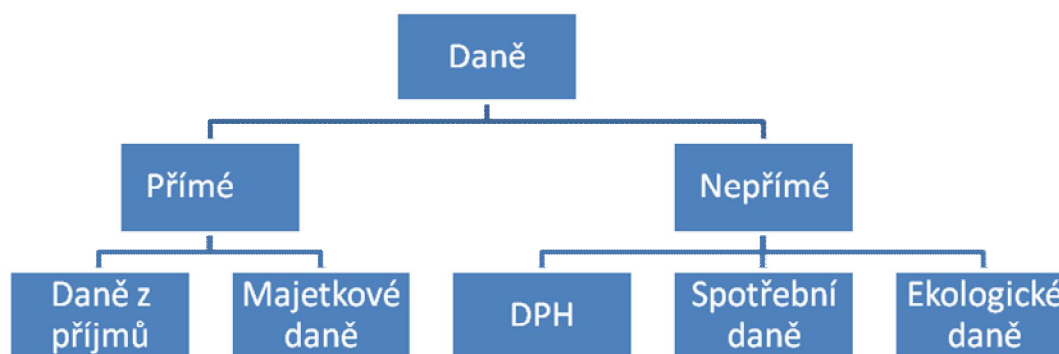 Daně
Přímé
Nepřímé
Daně z
příjmů
Majetkové
daně
DPH
Spotřební
daně
Ekologické
daně